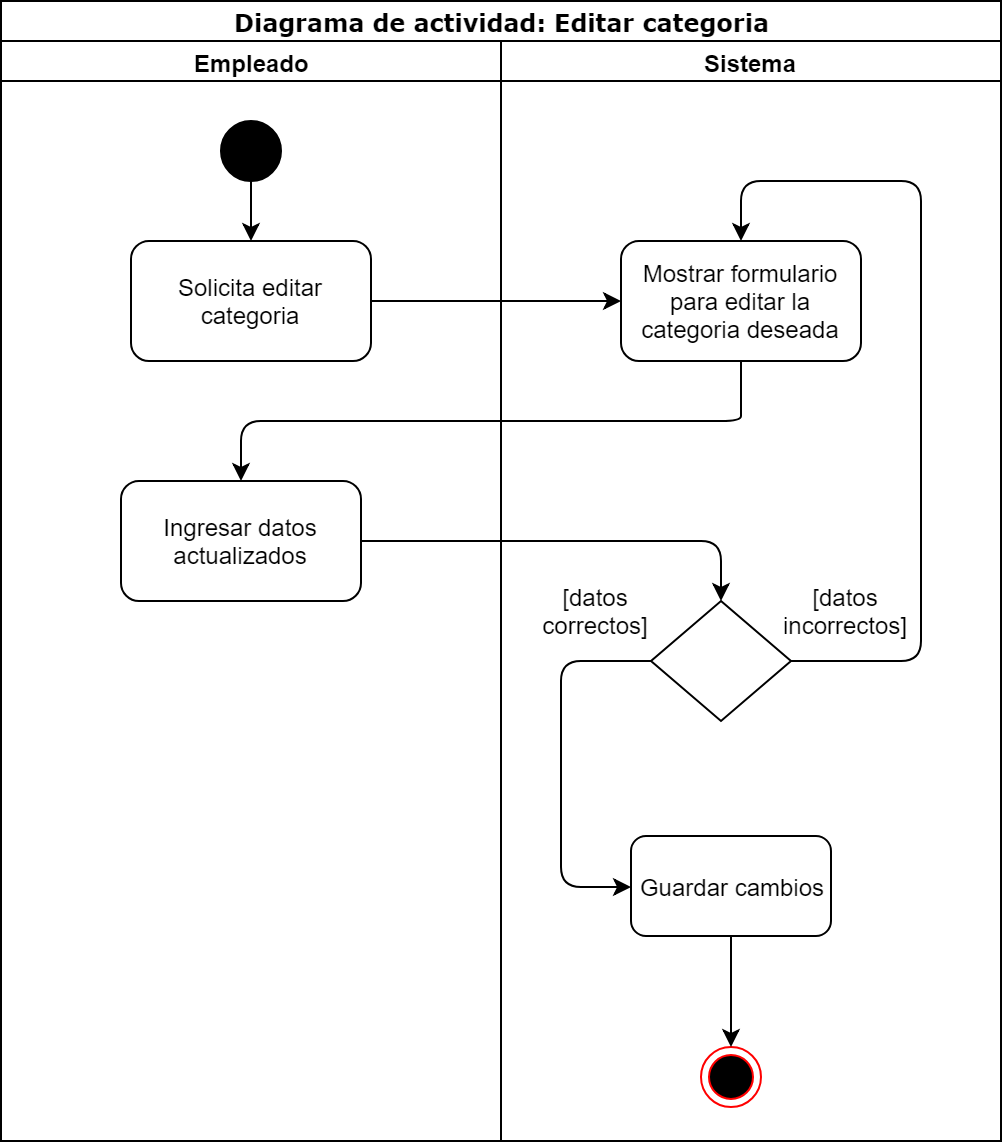 Diagrama de actividad: Editar categoria
Empleado
Sistema
Solicita editar
categoria
Mostrar formulario
para editar la
categoria deseada
Ingresar datos
actualizados
[datos
correctos]
[datos
incorrectos]
Guardar cambios